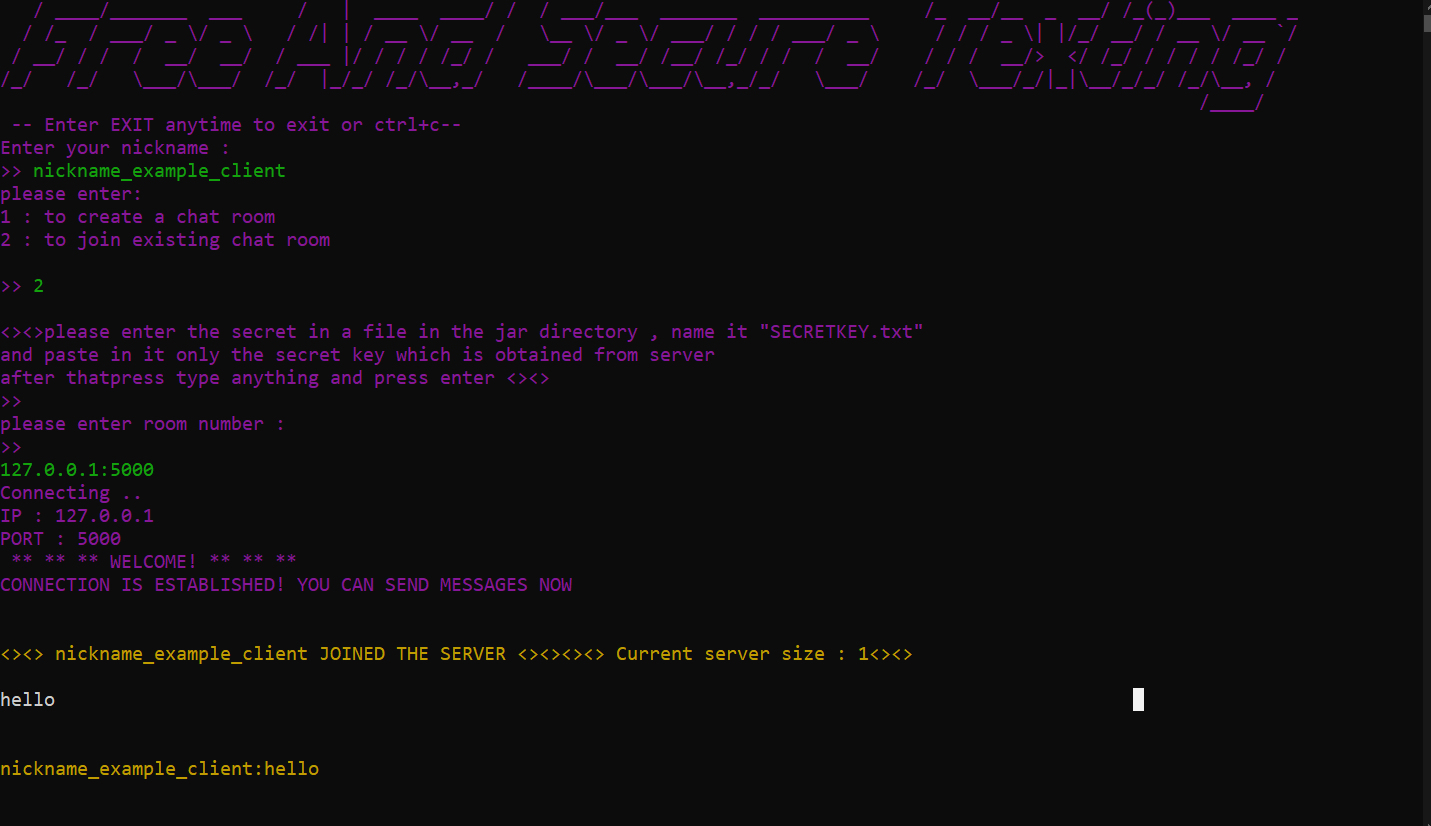 Free And Secure Texting
-- Enter EXIT anytime to exit or ctrl+c--
Enter your nickname :
>> nickname_example_client
please enter:
1 : to create a chat room
2 : to join existing chat room
>> 2
<><>please enter the secret in a file in the jar directory , name it "SECRETKEY.txt"
and paste in it only the secret key which is obtained from server
after thatpress type anything and press enter <><>
>>
please enter room number :
>>
127.0.0.1:5000
Connecting ..
IP : 127.0.0.1
PORT : 5000
** ** ** WELCOME! ** ** **
CONNECTION IS ESTABLISHED! YOU CAN SEND MESSAGES NOW
<><> nickname_example_client JOINED THE SERVER <><><><> Current server size : 1<><>
hello
nickname_example_client:hello